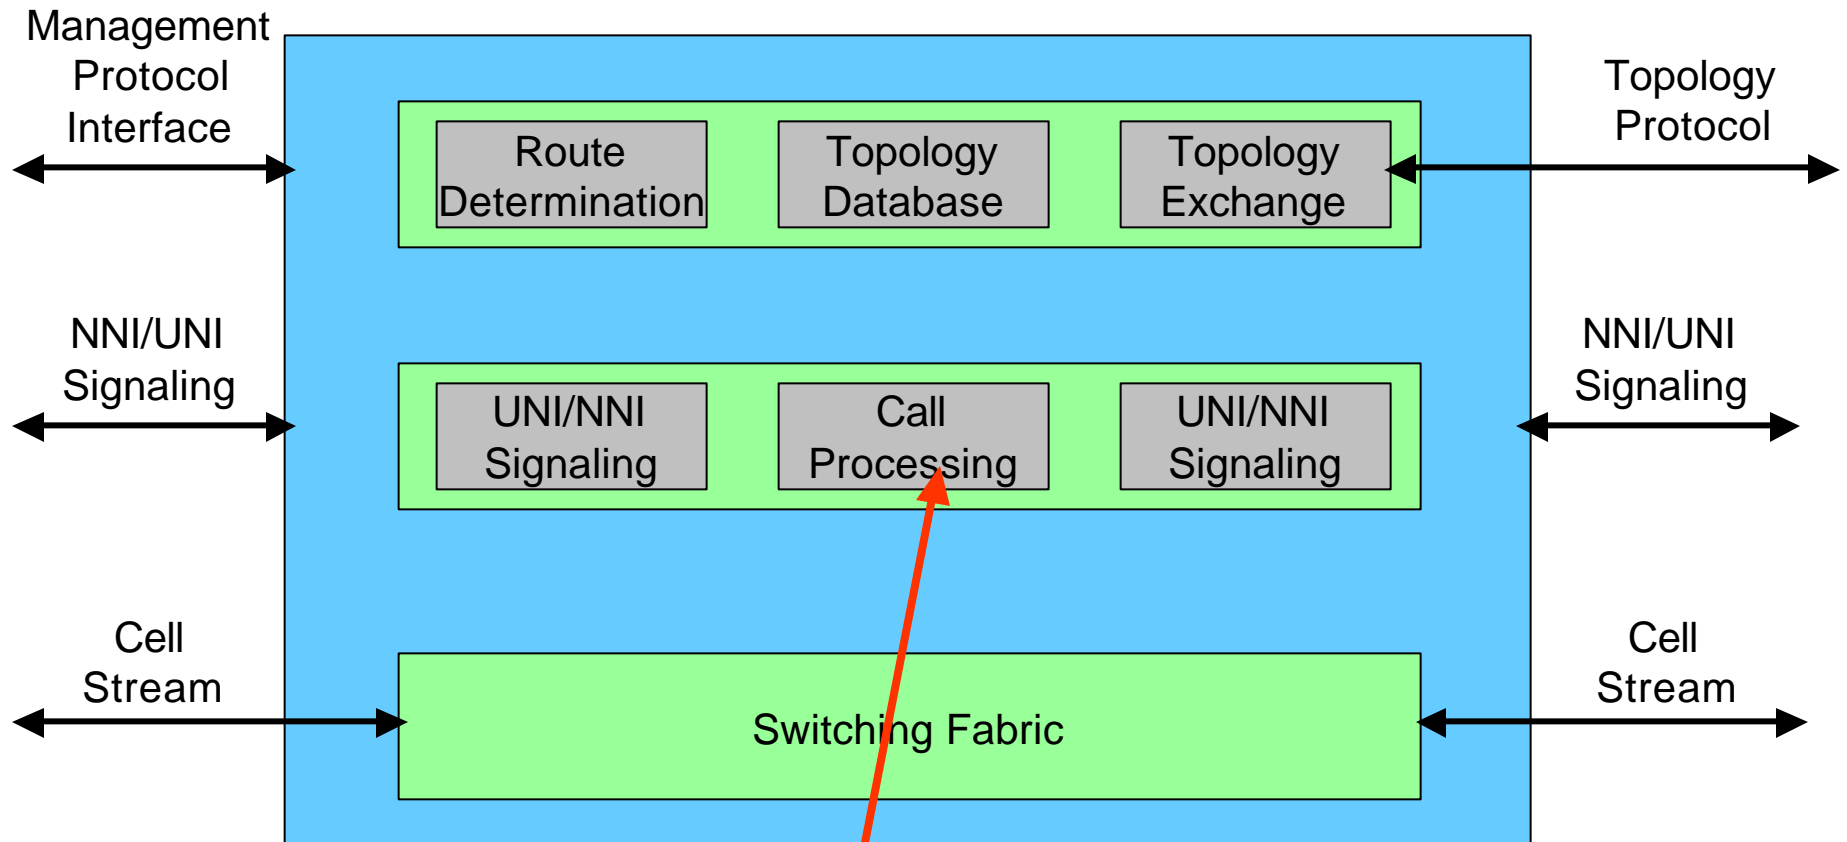 Management
Protocol
Interface
Topology
Protocol
Route
Determination
Topology
Database
Topology
Exchange
NNI/UNI
Signaling
NNI/UNI
Signaling
UNI/NNI
Signaling
Call
Processing
UNI/NNI
Signaling
Cell
Stream
Cell
Stream
Switching Fabric